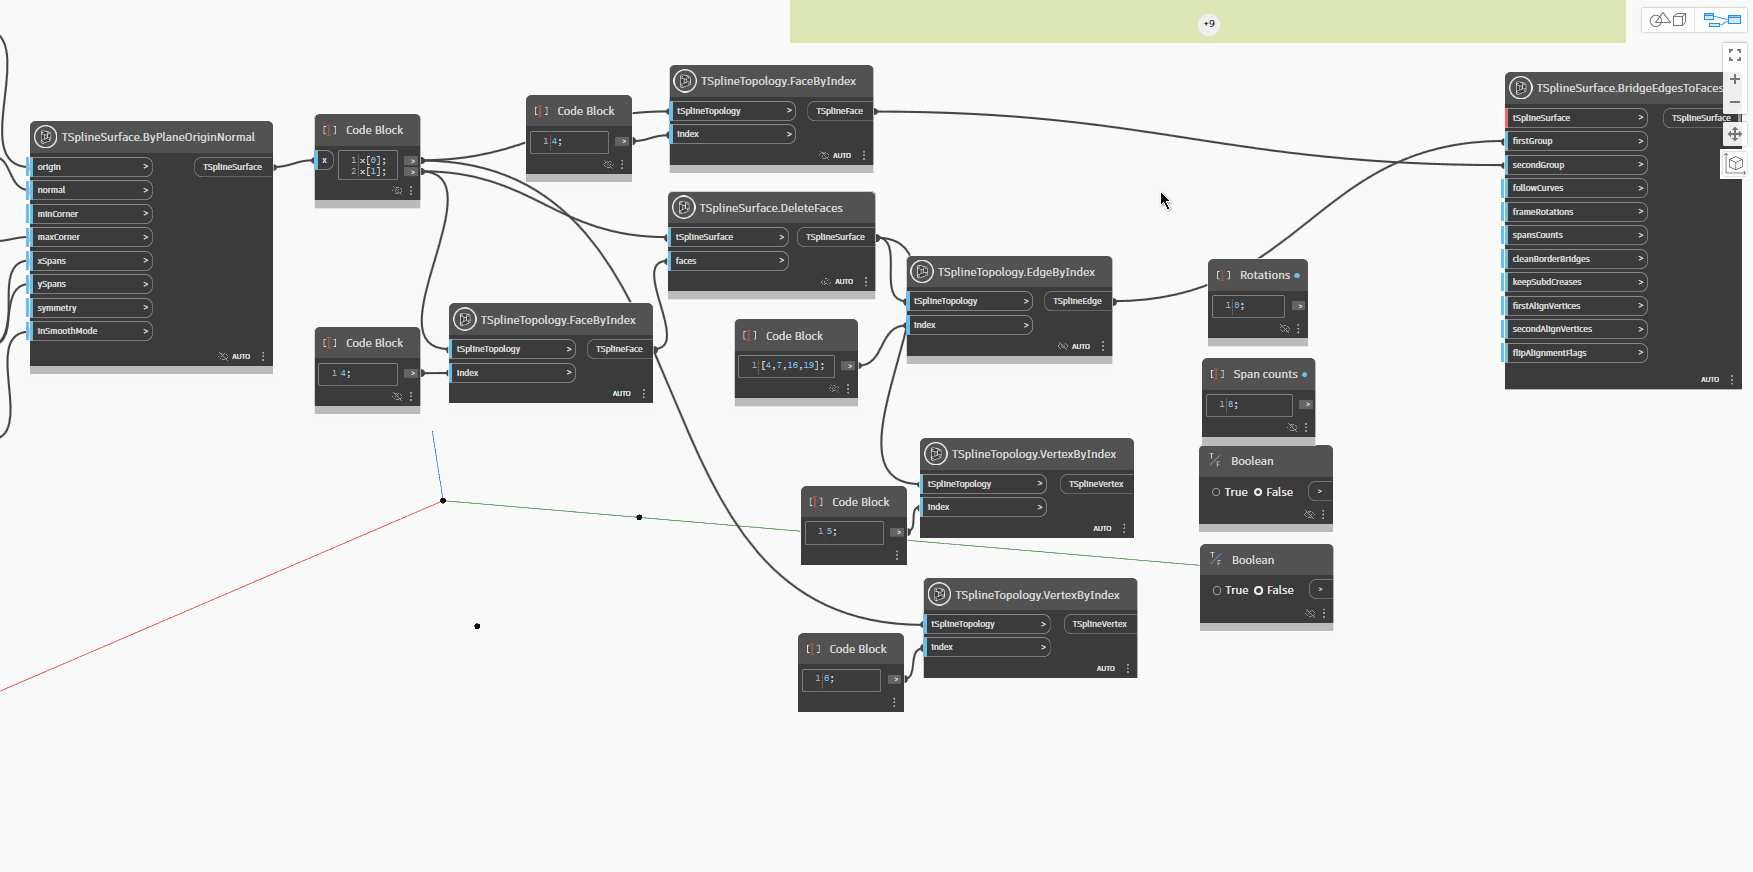 +9
TSplineSurface.ByPlaneOriginNormal
origin >
TSplineSurface
normal >
minCorner >
maxCorner >
xSpans >
ySpans >
symmetry >
inSmoothMode >
AUTO
Code Block
x
1 x[0]; >
2 x[1]; >
Code Block
1 4; >
Code Block
1 4; >
TSplineTopology.FaceByIndex
tSplineTopology >
TSplineFace
index >
AUTO
TSplineSurface.DeleteFaces
tSplineSurface >
TSplineSurface
faces >
AUTO
TSplineTopology.FaceByIndex
tSplineTopology >
TSplineFace
index >
AUTO
Code Block
1 [4,7,16,19]; >
TSplineTopology.EdgeByIndex
tSplineTopology >
TSplineEdge
index >
AUTO
Code Block
1 5; >
TSplineTopology.VertexByIndex
tSplineTopology >
TSplineVertex
index >
AUTO
Code Block
>
TSplineTopology.VertexByIndex
tSplineTopology >
TSplineVertex
index >
AUTO
Rotations
1 0; >
Span counts
>
Boolean
True False >
Boolean
True False >
TSplineSurface.BridgeEdgesToFaces
tSplineSurface >
TSplineSurface
firstGroup >
secondGroup >
followCurves >
frameRotations >
spansCounts >
cleanBorderBridges >
keepSubdCreases >
firstAlignVertices >
secondAlignVertices >
flipAlignmentFlags >
AUTO